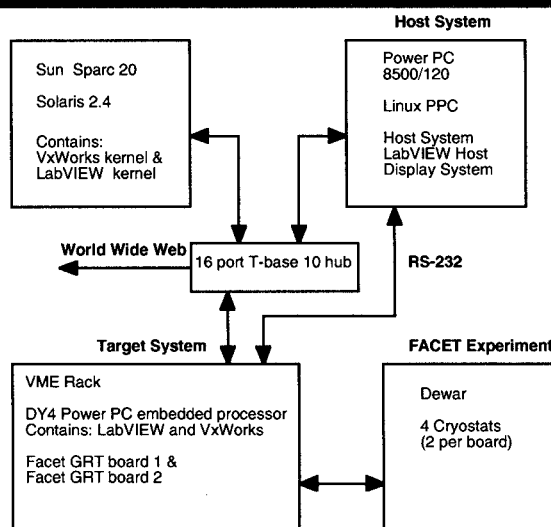 Host System
Sun Sparc 20
Solaris 2.4
Contains:
VxWorks kernel &
LabVIEW kernel
Power PC
8500/120
Linux PPC
Host System
LabVIEW Host
Display System
World Wide Web
16 port T-base 10 hub
RS-232
Target System
VME Rack
DY4 Power PC embedded processor
Contains: LabVIEW and VxWorks
Facet GRT board 1 &
Facet GRT board 2
FACET Experiment
Dewar
4 Cryostats
(2 per board)